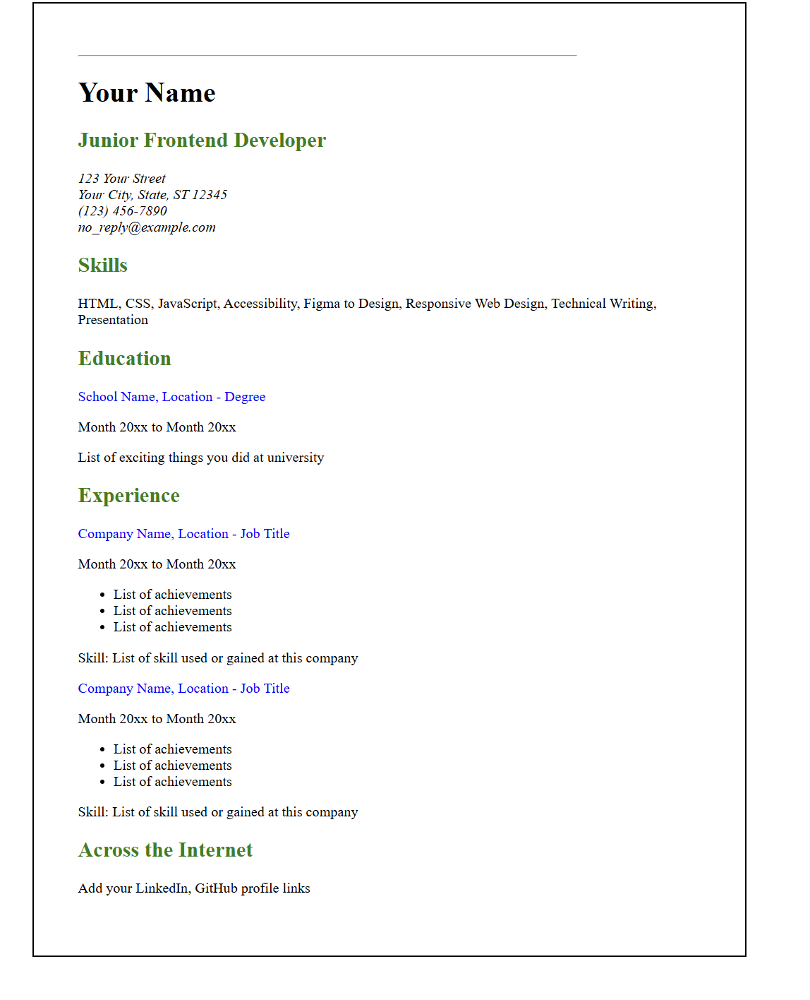 Your Name
Junior Frontend Developer
123 Your Street
Your City, State, ST 12345
(123) 456-7890
no_reply@example.com
Skills
HTML, CSS, JavaScript, Accessibility, Figma to Design, Responsive Web Design, Technical Writing,
Presentation
Education
School Name, Location - Degree
Month 20xx to Month 20xx
List of exciting things you did at university
Experience
Company Name, Location - Job Title
Month 20xx to Month 20xx
• List of achievements
• List of achievements
• List of achievements
Skill: List of skill used or gained at this company
Company Name, Location - Job Title
Month 20xx to Month 20xx
• List of achievements
• List of achievements
• List of achievements
Skill: List of skill used or gained at this company
Across the Internet
Add your LinkedIn, GitHub profile links